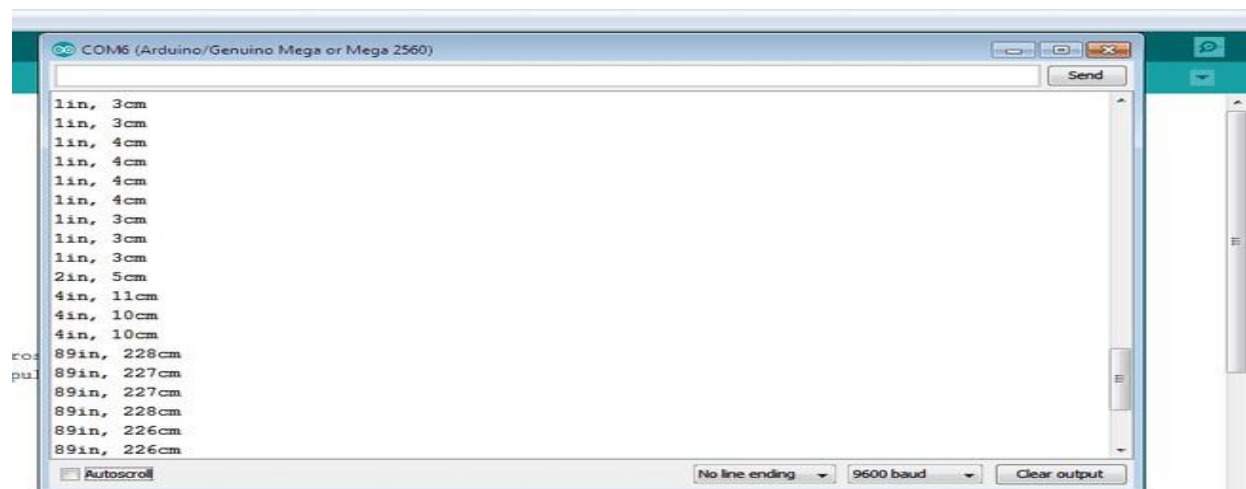 COM6 (Arduino/Genuino Mega or Mega 2560)
Send
1in, 3cm
1in, 3cm
1in, 4cm
1in, 4cm
1in, 4cm
1in, 4cm
1in, 3cm
1in, 3cm
1in, 3cm
2in, 5cm
4in, 11cm
4in, 10cm
4in, 10cm
89in, 228cm
89in, 227cm
89in, 227cm
89in, 228cm
89in, 226cm
89in, 226cm
Autoscroll
No line ending
9600 baud
Clear output